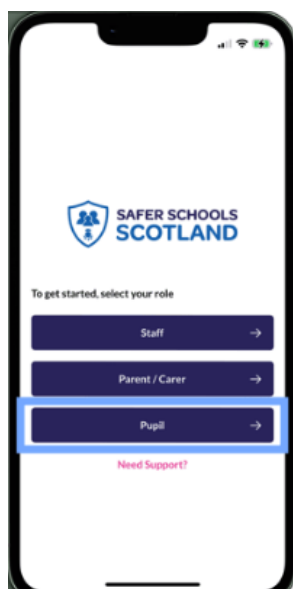 SAFER SCHOOLS
SCOTLAND
To get started, select your role
Staff
Parent / Carer
Pupil
Need Support?